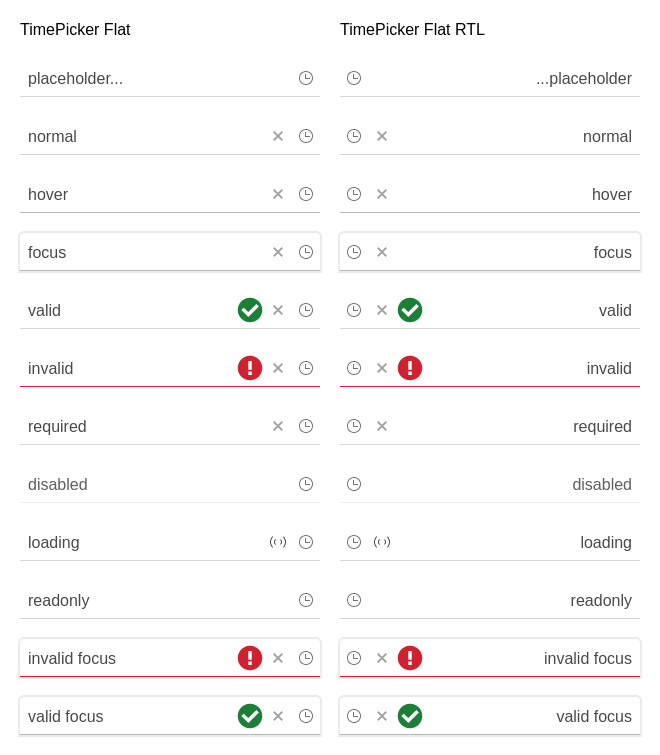 TimePicker Flat
placeholder...
normal
hover
focus
valid
invalid
required
disabled
loading
readonly
invalid focus
valid focus
TimePicker Flat RTL
...placeholder
normal
hover
focus
valid
invalid
required
disabled
loading
readonly
invalid focus
valid focus